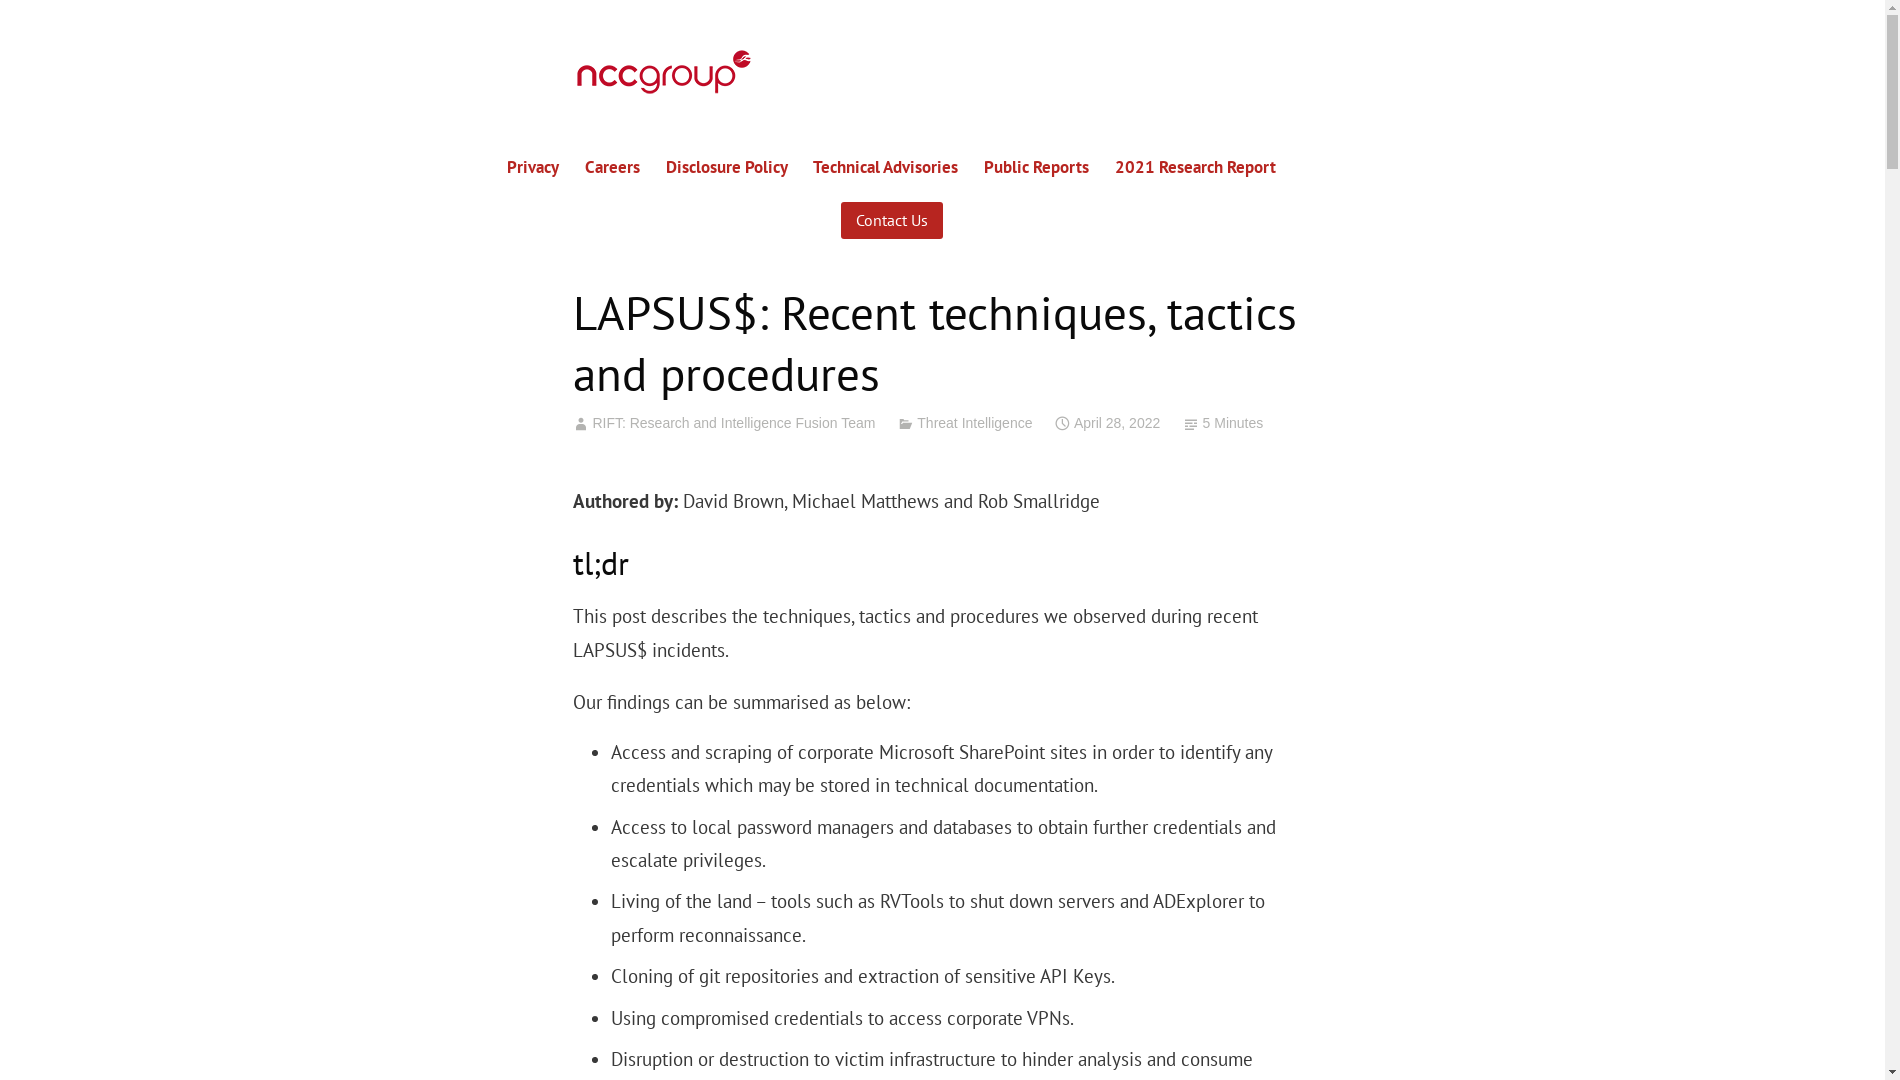 nccgroup
Privacy Careers Disclosure Policy Technical Advisories Public Reports 2021 Research Report
Contact Us
LAPSUS$: Recent techniques, tactics
and procedures
RIFT: Research and Intelligence Fusion Team Threat Intelligence April 28, 2022 5 Minutes
Authored by: David Brown, Michael Matthews and Rob Smallridge
tl;dr
This post describes the techniques, tactics and procedures we observed during recent
LAPSUS$ incidents.
Our findings can be summarised as below:
• Access and scraping of corporate Microsoft SharePoint sites in order to identify any
credentials which may be stored in technical documentation.
• Access to local password managers and databases to obtain further credentials and
escalate privileges.
• Living of the land – tools such as RVTools to shut down servers and ADExplorer to
perform reconnaissance.
• Cloning of git repositories and extraction of sensitive API Keys.
• Using compromised credentials to access corporate VPNs.
• Disruption or destruction to victim infrastructure to hinder analysis and consume